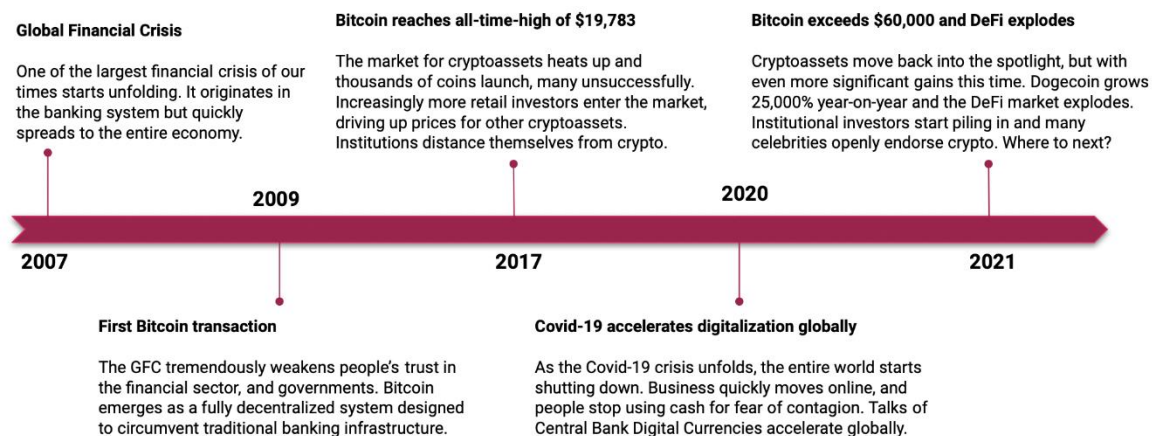 Global Financial Crisis
One of the largest financial crisis of our
times starts unfolding. It originates in
the banking system but quickly
spreads to the entire economy.
Bitcoin reaches all-time-high of $19,783
The market for cryptoassets heats up and
thousands of coins launch, many unsuccessfully.
Increasingly more retail investors enter the market,
driving up prices for other cryptoassets.
Institutions distance themselves from crypto.
Bitcoin exceeds $60,000 and DeFi explodes
Cryptoassets move back into the spotlight, but with
even more significant gains this time. Dogecoin grows
25,000% year-on-year and the DeFi market explodes.
Institutional investors start piling in and many
celebrities openly endorse crypto. Where to next?
2009
2020
2007
2017
2021
First Bitcoin transaction
The GFC tremendously weakens people's trust in
the financial sector, and governments. Bitcoin
emerges as a fully decentralized system designed
to circumvent traditional banking infrastructure.
Covid-19 accelerates digitalization globally
As the Covid-19 crisis unfolds, the entire world starts
shutting down. Business quickly moves online, and
people stop using cash for fear of contagion. Talks of
Central Bank Digital Currencies accelerate globally.